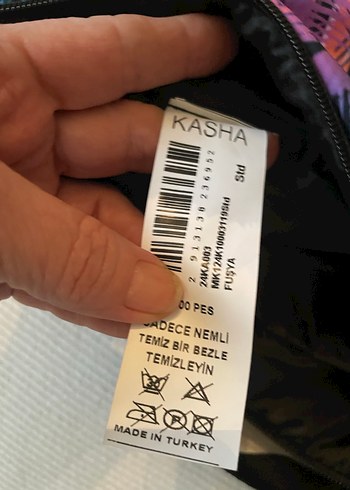 KASHA
Std
2 913138 236952
24KA003
MK124K10003119Std
FUŞYA
00 PES
SADECE NEMLİ
TEMİZ BİR BEZLE
TEMİZLEYİN
MADE IN TURKEY